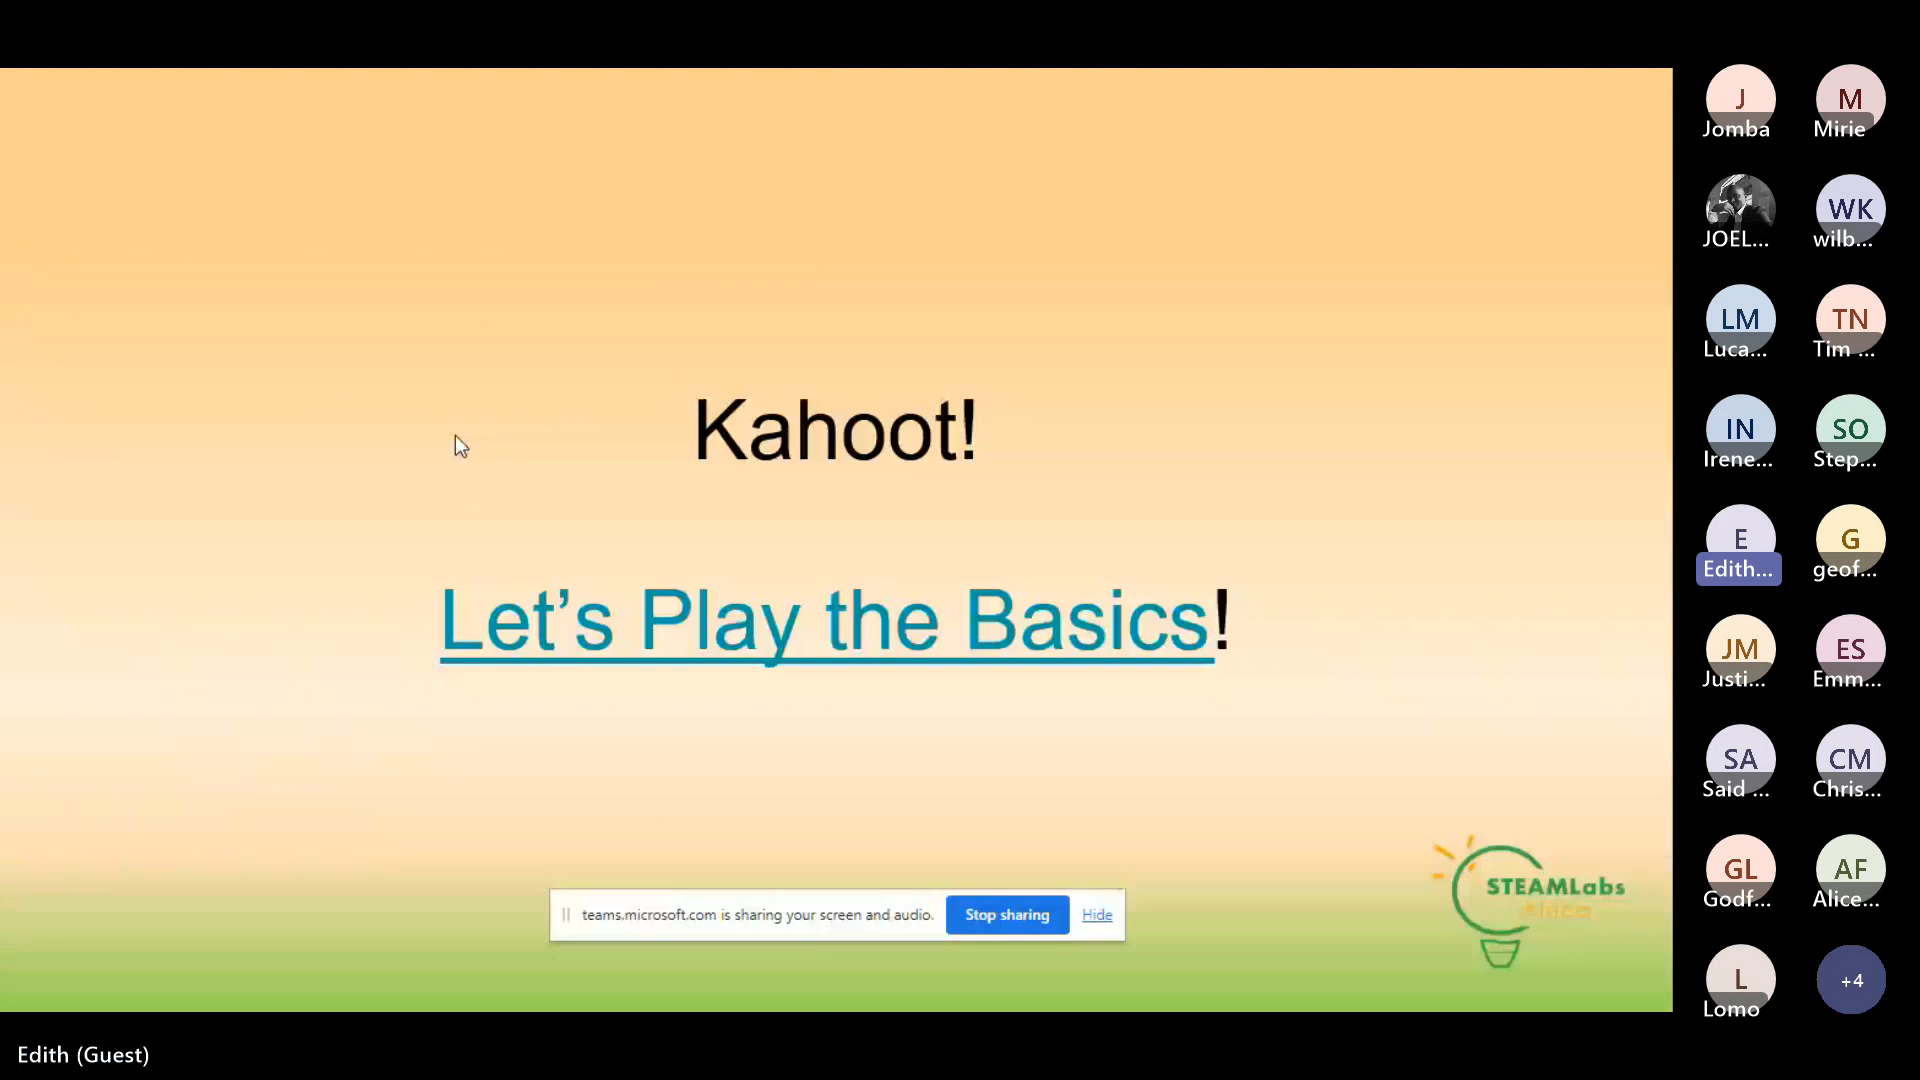 Kahoot!
Let’s Play the Basics!
teams.microsoft.com is sharing your screen and audio.
Stop sharing
Hide
STEAMLabs
Africa
J
Jomba
M
Mirie
JOEL...
WK
wilb...
LM
Luca...
TN
Tim ...
IN
Irene...
SO
Step...
E
Edith...
G
geof...
JM
Justi...
ES
Emm...
SA
Said ...
CM
Chris...
GL
Godf...
AF
Alice...
L
Lomo
+4
Edith (Guest)